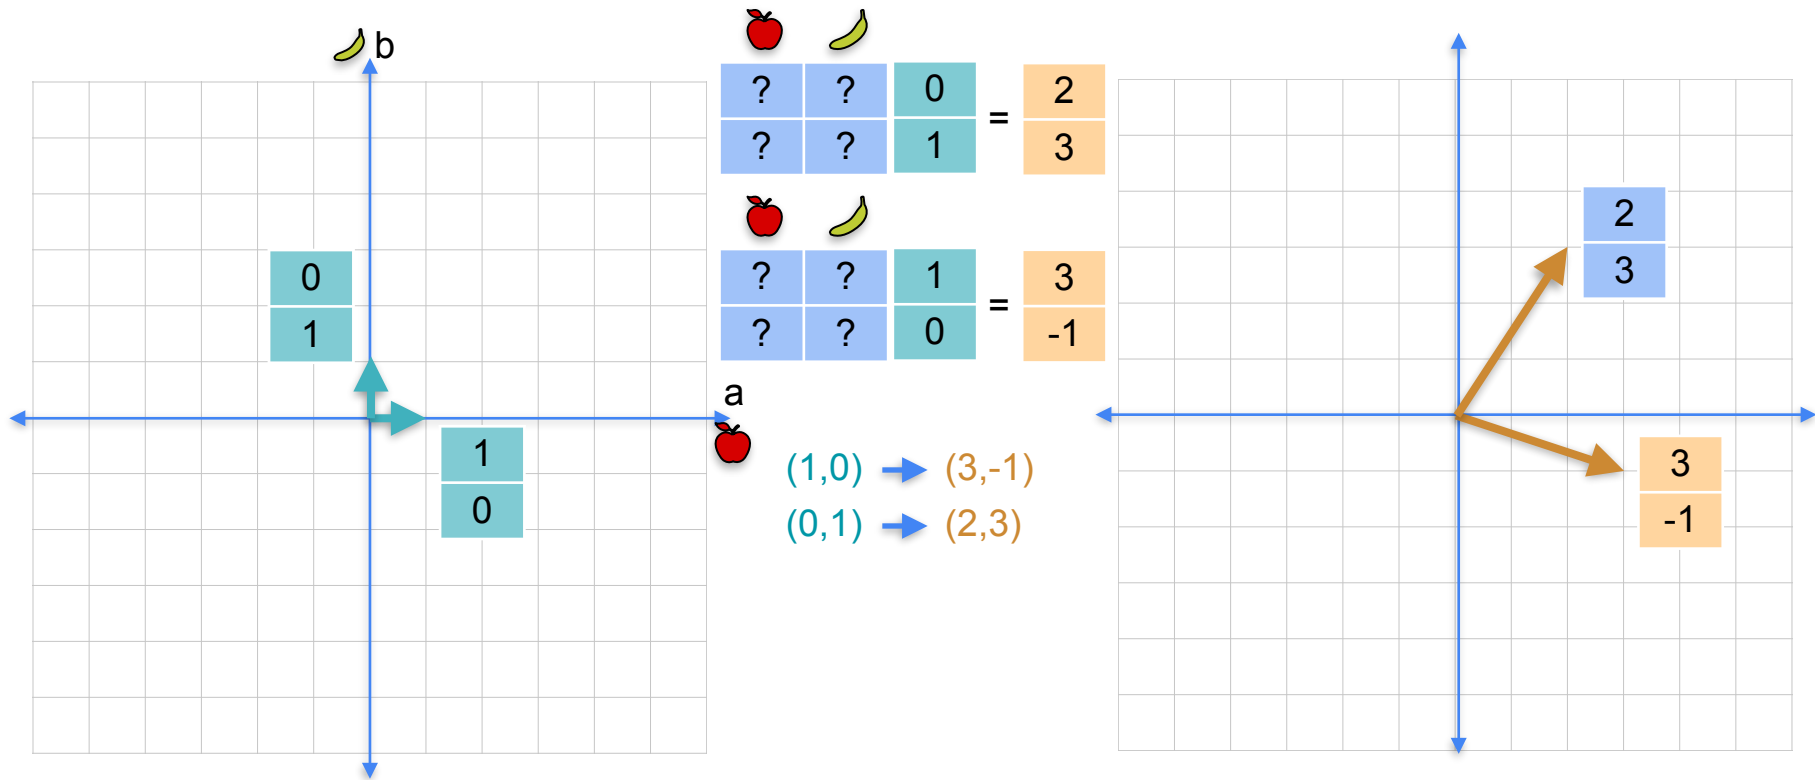 b
? ? 0 = 2
? ? 1 3
? ? 1 = 3
? ? 0 -1
0
1
a
1
0
(1,0) (3,-1)
(0,1) (2,3)
2
3
3
-1